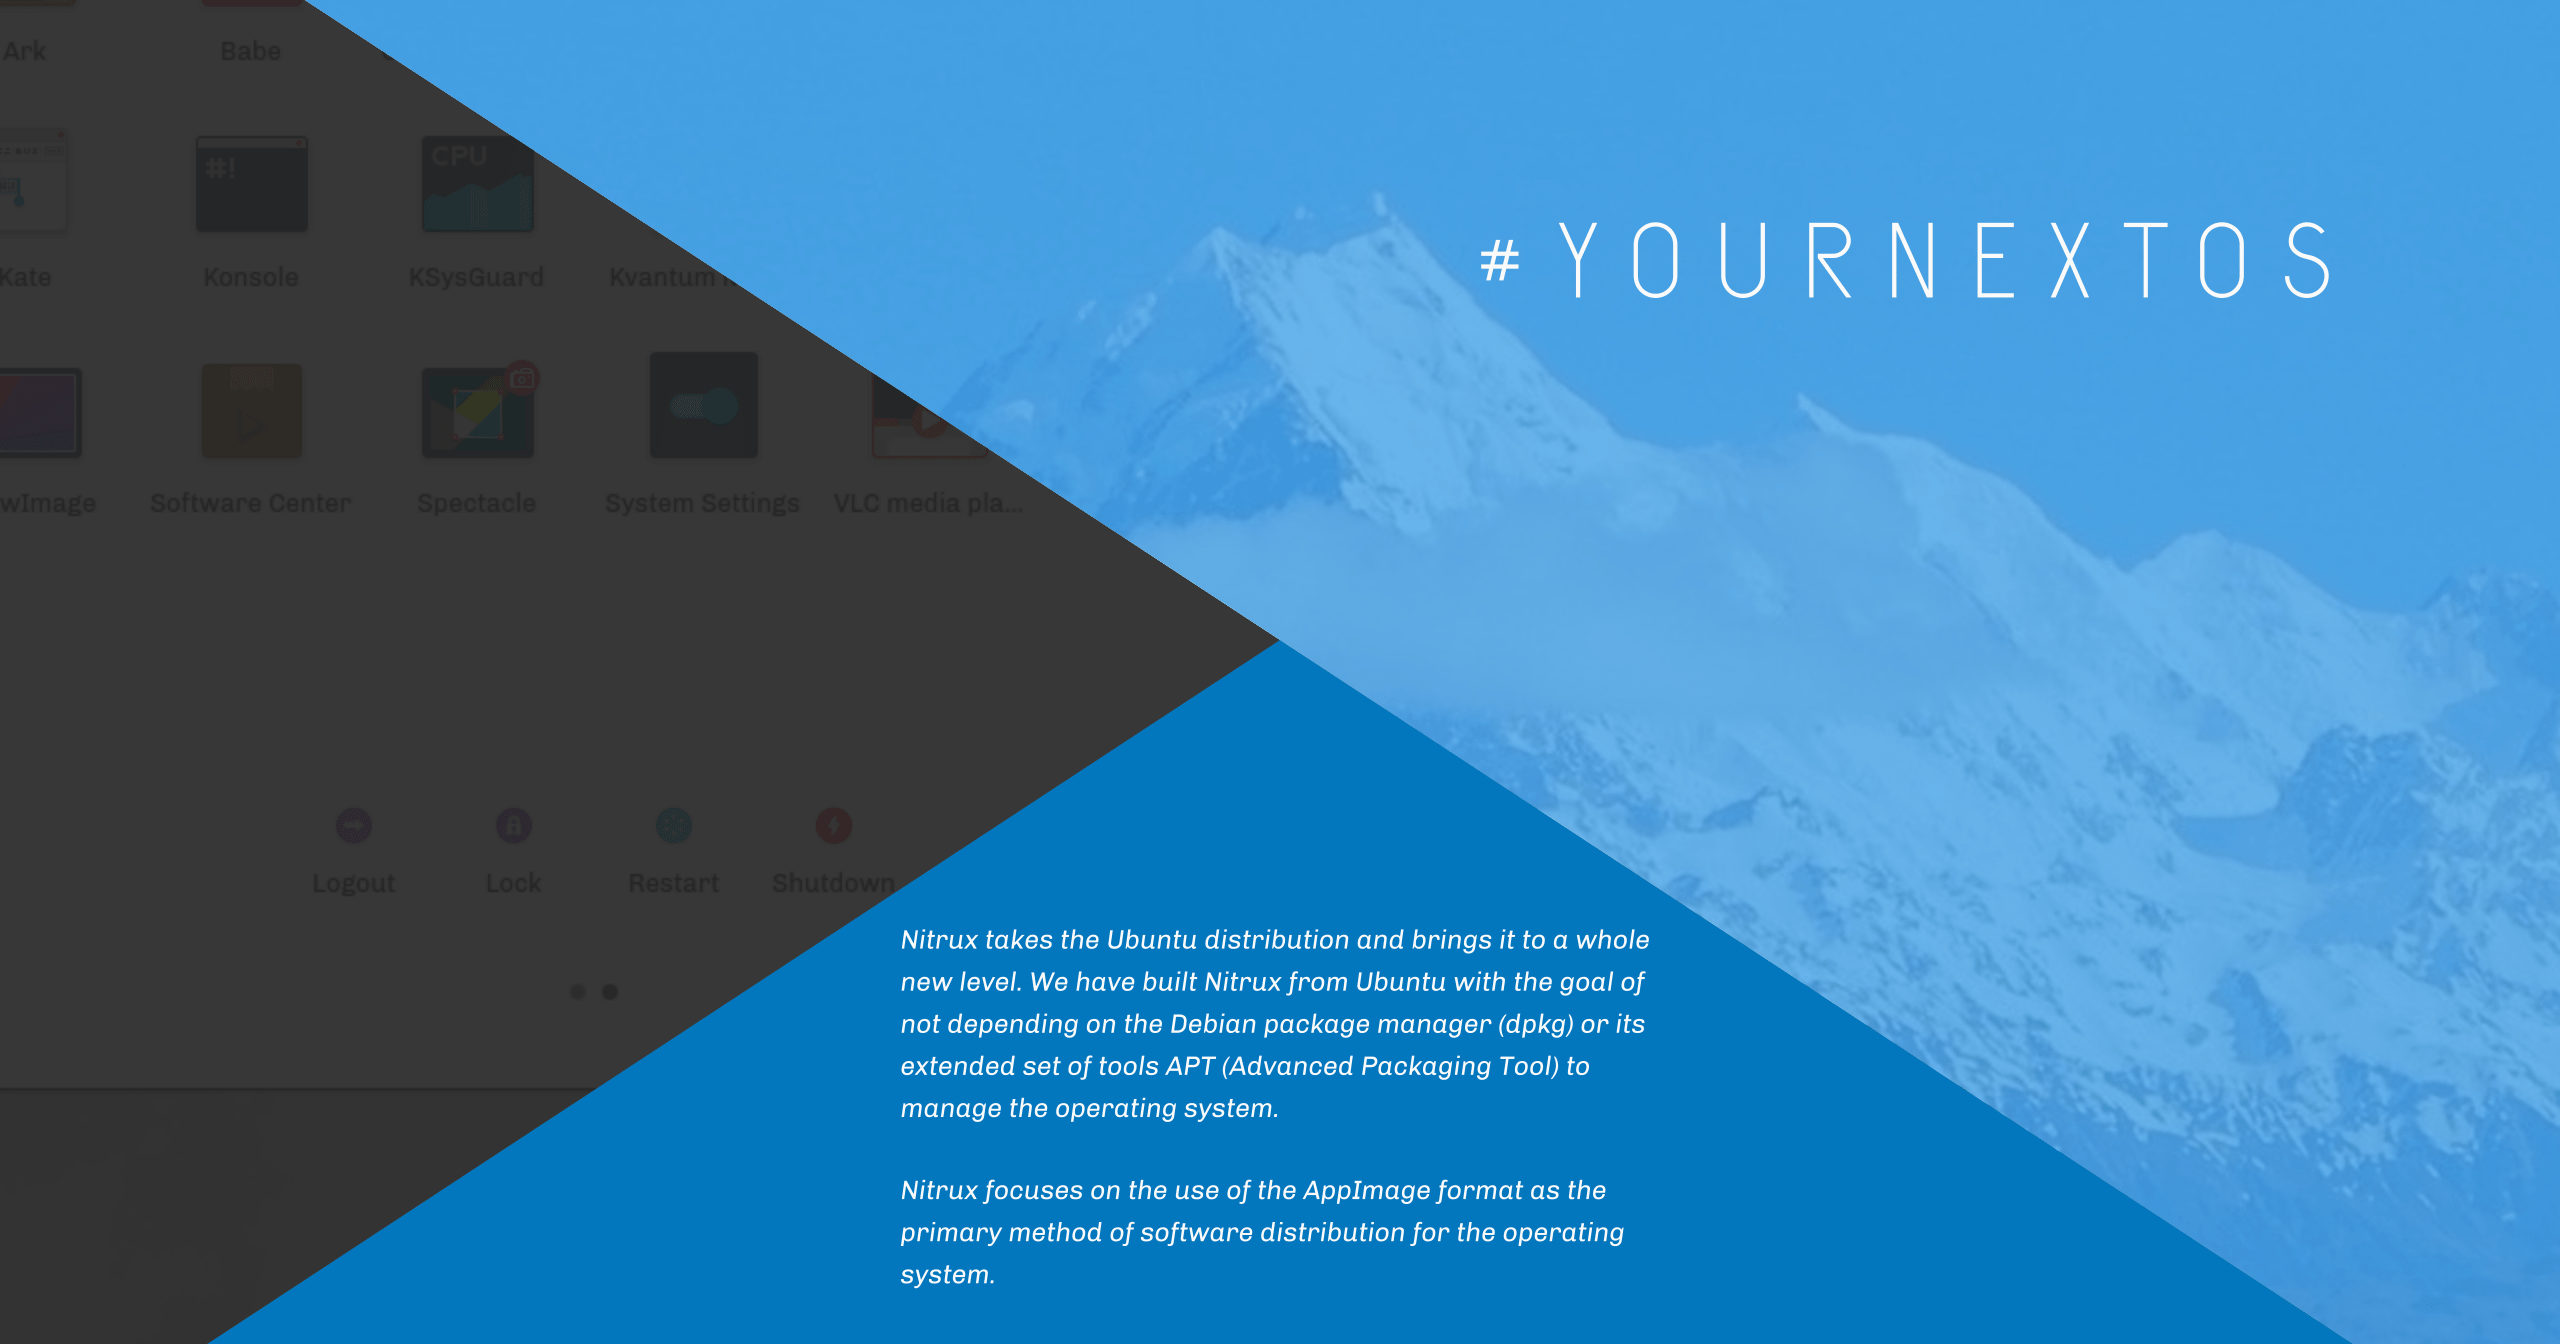 Ark
Babe
#!
CPU
Kate
Konsole
KSysGuard
Kvantum
#YOURNEXTOS
wImage
Software Center
Spectacle
System Settings
VLC media pla...
Logout
Lock
Restart
Shutdown
Nitrux takes the Ubuntu distribution and brings it to a whole
new level. We have built Nitrux from Ubuntu with the goal of
not depending on the Debian package manager (dpkg) or its
extended set of tools APT (Advanced Packaging Tool) to
manage the operating system.
Nitrux focuses on the use of the AppImage format as the
primary method of software distribution for the operating
system.